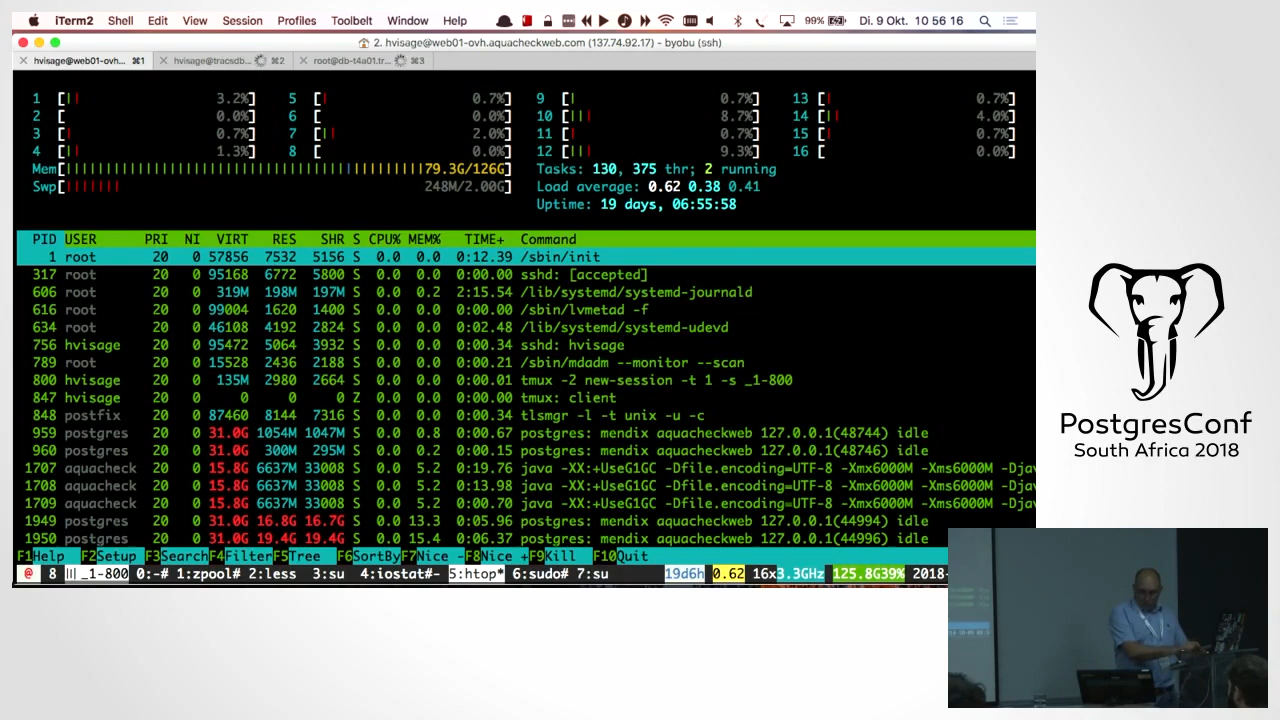 iTerm2 Shell Edit View Session Profiles Toolbelt Window Help 99% Di. 9 Okt. 10 56 16
2. hvisage@web01-ovh.aquacheckweb.com (137.74.92.17) - byobu (ssh)
hvisage@web01-ovh... ⌘1 hvisage@tracsdb... ⌘2 root@db-t4a01.tr... ⌘3
1 [|| 3.2%] 5 [| 0.7%] 9 [| 0.7%] 13 [| 0.7%]
2 [ 0.0%] 6 [ 0.0%] 10 [||| 8.7%] 14 [|| 4.0%]
3 [| 0.7%] 7 [|| 2.0%] 11 [| 0.7%] 15 [| 0.7%]
4 [|| 1.3%] 8 [ 0.0%] 12 [||| 9.3%] 16 [ 0.0%]
Mem[ 79.3G/126G] Tasks: 130, 375 thr; 2 running
Swp[||||||| 248M/2.00G] Load average: 0.62 0.38 0.41
Uptime: 19 days, 06:55:58
PID USER PRI NI VIRT RES SHR S CPU% MEM% TIME+ Command
1 root 20 0 57856 7532 5156 S 0.0 0.0 0:12.39 /sbin/init
317 root 20 0 95168 6772 5800 S 0.0 0.0 0:00.00 sshd: [accepted]
606 root 20 0 319M 198M 197M S 0.0 0.2 2:15.54 /lib/systemd/systemd-journald
616 root 20 0 99004 1620 1400 S 0.0 0.0 0:00.00 /sbin/lvmetad -f
634 root 20 0 46108 4192 2824 S 0.0 0.0 0:02.48 /lib/systemd/systemd-udevd
756 hvisage 20 0 95472 5064 3932 S 0.0 0.0 0:00.34 sshd: hvisage
789 root 20 0 15528 2436 2188 S 0.0 0.0 0:00.21 /sbin/mdadm --monitor --scan
800 hvisage 20 0 135M 2980 2664 S 0.0 0.0 0:00.01 tmux -2 new-session -t 1 -s _1-800
847 hvisage 20 0 0 0 0 Z 0.0 0.0 0:00.00 tmux: client
848 postfix 20 0 87460 8144 7316 S 0.0 0.0 0:00.34 tlsmgr -l -t unix -u -c
959 postgres 20 0 31.0G 1054M 1047M S 0.0 0.8 0:00.67 postgres: mendix aquacheckweb 127.0.0.1(48744) idle
960 postgres 20 0 31.0G 300M 295M S 0.0 0.2 0:00.15 postgres: mendix aquacheckweb 127.0.0.1(48746) idle
1707 aquacheck 20 0 15.8G 6637M 33008 S 0.0 5.2 0:19.76 java -XX:+UseG1GC -Dfile.encoding=UTF-8 -Xmx6000M -Xms6000M -Djav
1708 aquacheck 20 0 15.8G 6637M 33008 S 0.0 5.2 0:13.98 java -XX:+UseG1GC -Dfile.encoding=UTF-8 -Xmx6000M -Xms6000M -Djav
1709 aquacheck 20 0 15.8G 6637M 33008 S 0.0 5.2 0:00.70 java -XX:+UseG1GC -Dfile.encoding=UTF-8 -Xmx6000M -Xms6000M -Djav
1949 postgres 20 0 31.0G 16.8G 16.7G S 0.0 13.3 0:05.96 postgres: mendix aquacheckweb 127.0.0.1(44994) idle
1950 postgres 20 0 31.0G 19.4G 19.4G S 0.0 15.4 0:06.37 postgres: mendix aquacheckweb 127.0.0.1(44996) idle
F1Help F2Setup F3SearchF4FilterF5Tree F6SortByF7Nice -F8Nice +F9Kill F10Quit
@ 8 _1-800 0:-# 1:zpool# 2:less 3:su 4:iostat#- 5:htop* 6:sudo# 7:su 19d6h 0.62 16x3.3GHz 125.8G39% 2018-
PostgresConf
South Africa 2018